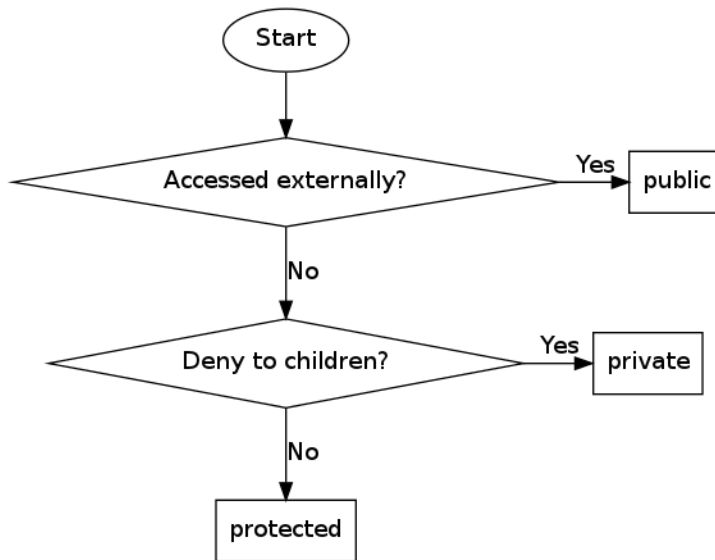 Start
Accessed externally?
Yes
public
No
Deny to children?
Yes
private
No
protected